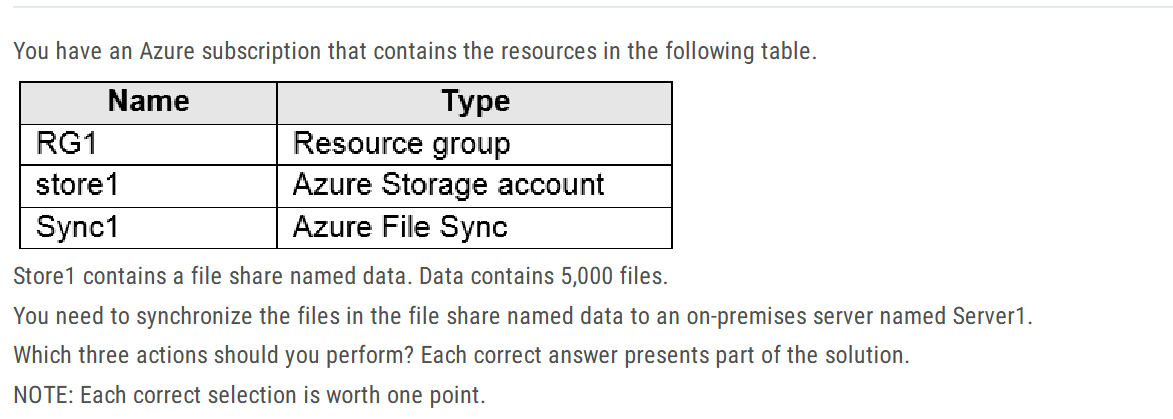 You have an Azure subscription that contains the resources in the following table.
Name Type
RG1 Resource group
store1 Azure Storage account
Sync1 Azure File Sync
Store1 contains a file share named data. Data contains 5,000 files.
You need to synchronize the files in the file share named data to an on-premises server named Server1.
Which three actions should you perform? Each correct answer presents part of the solution.
NOTE: Each correct selection is worth one point.